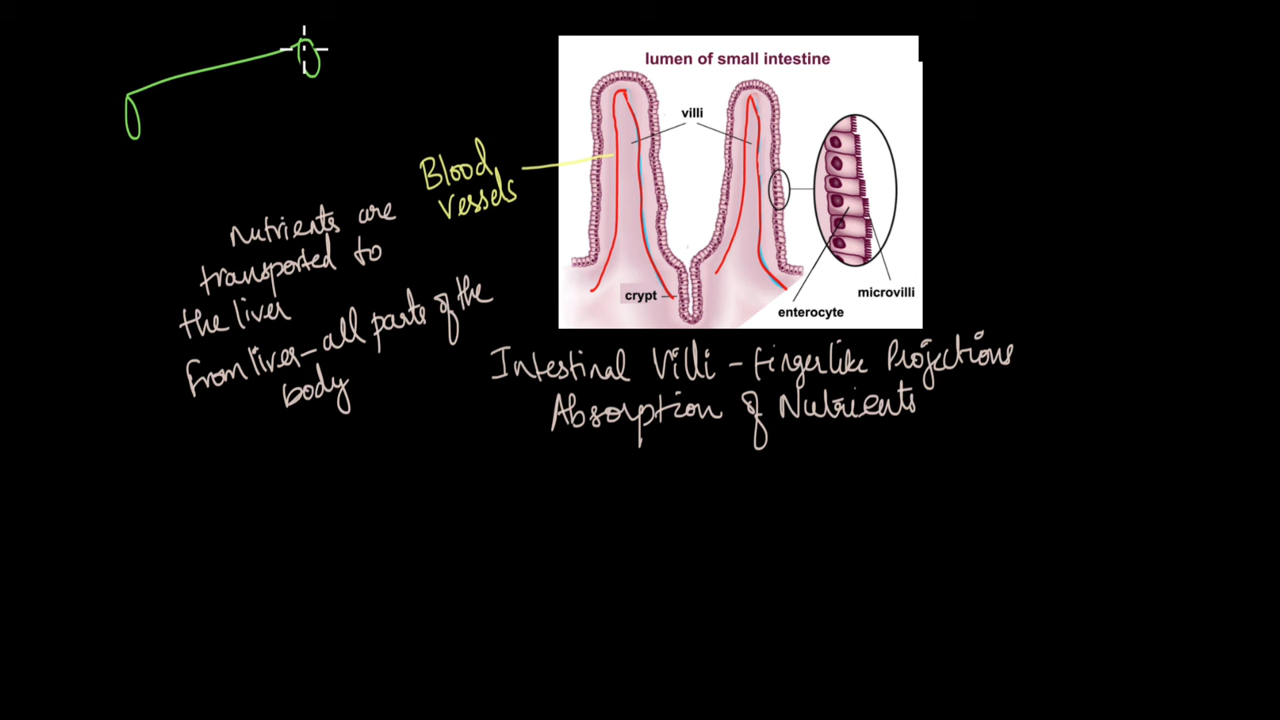 lumen of small intestine
villi
Blood
vessels
Nutrients are
transported to
the liver
From liver - all parts of the
body
crypt
microvilli
enterocyte
Intestinal Villi - fingerlike Projections
Absorption of Nutrients